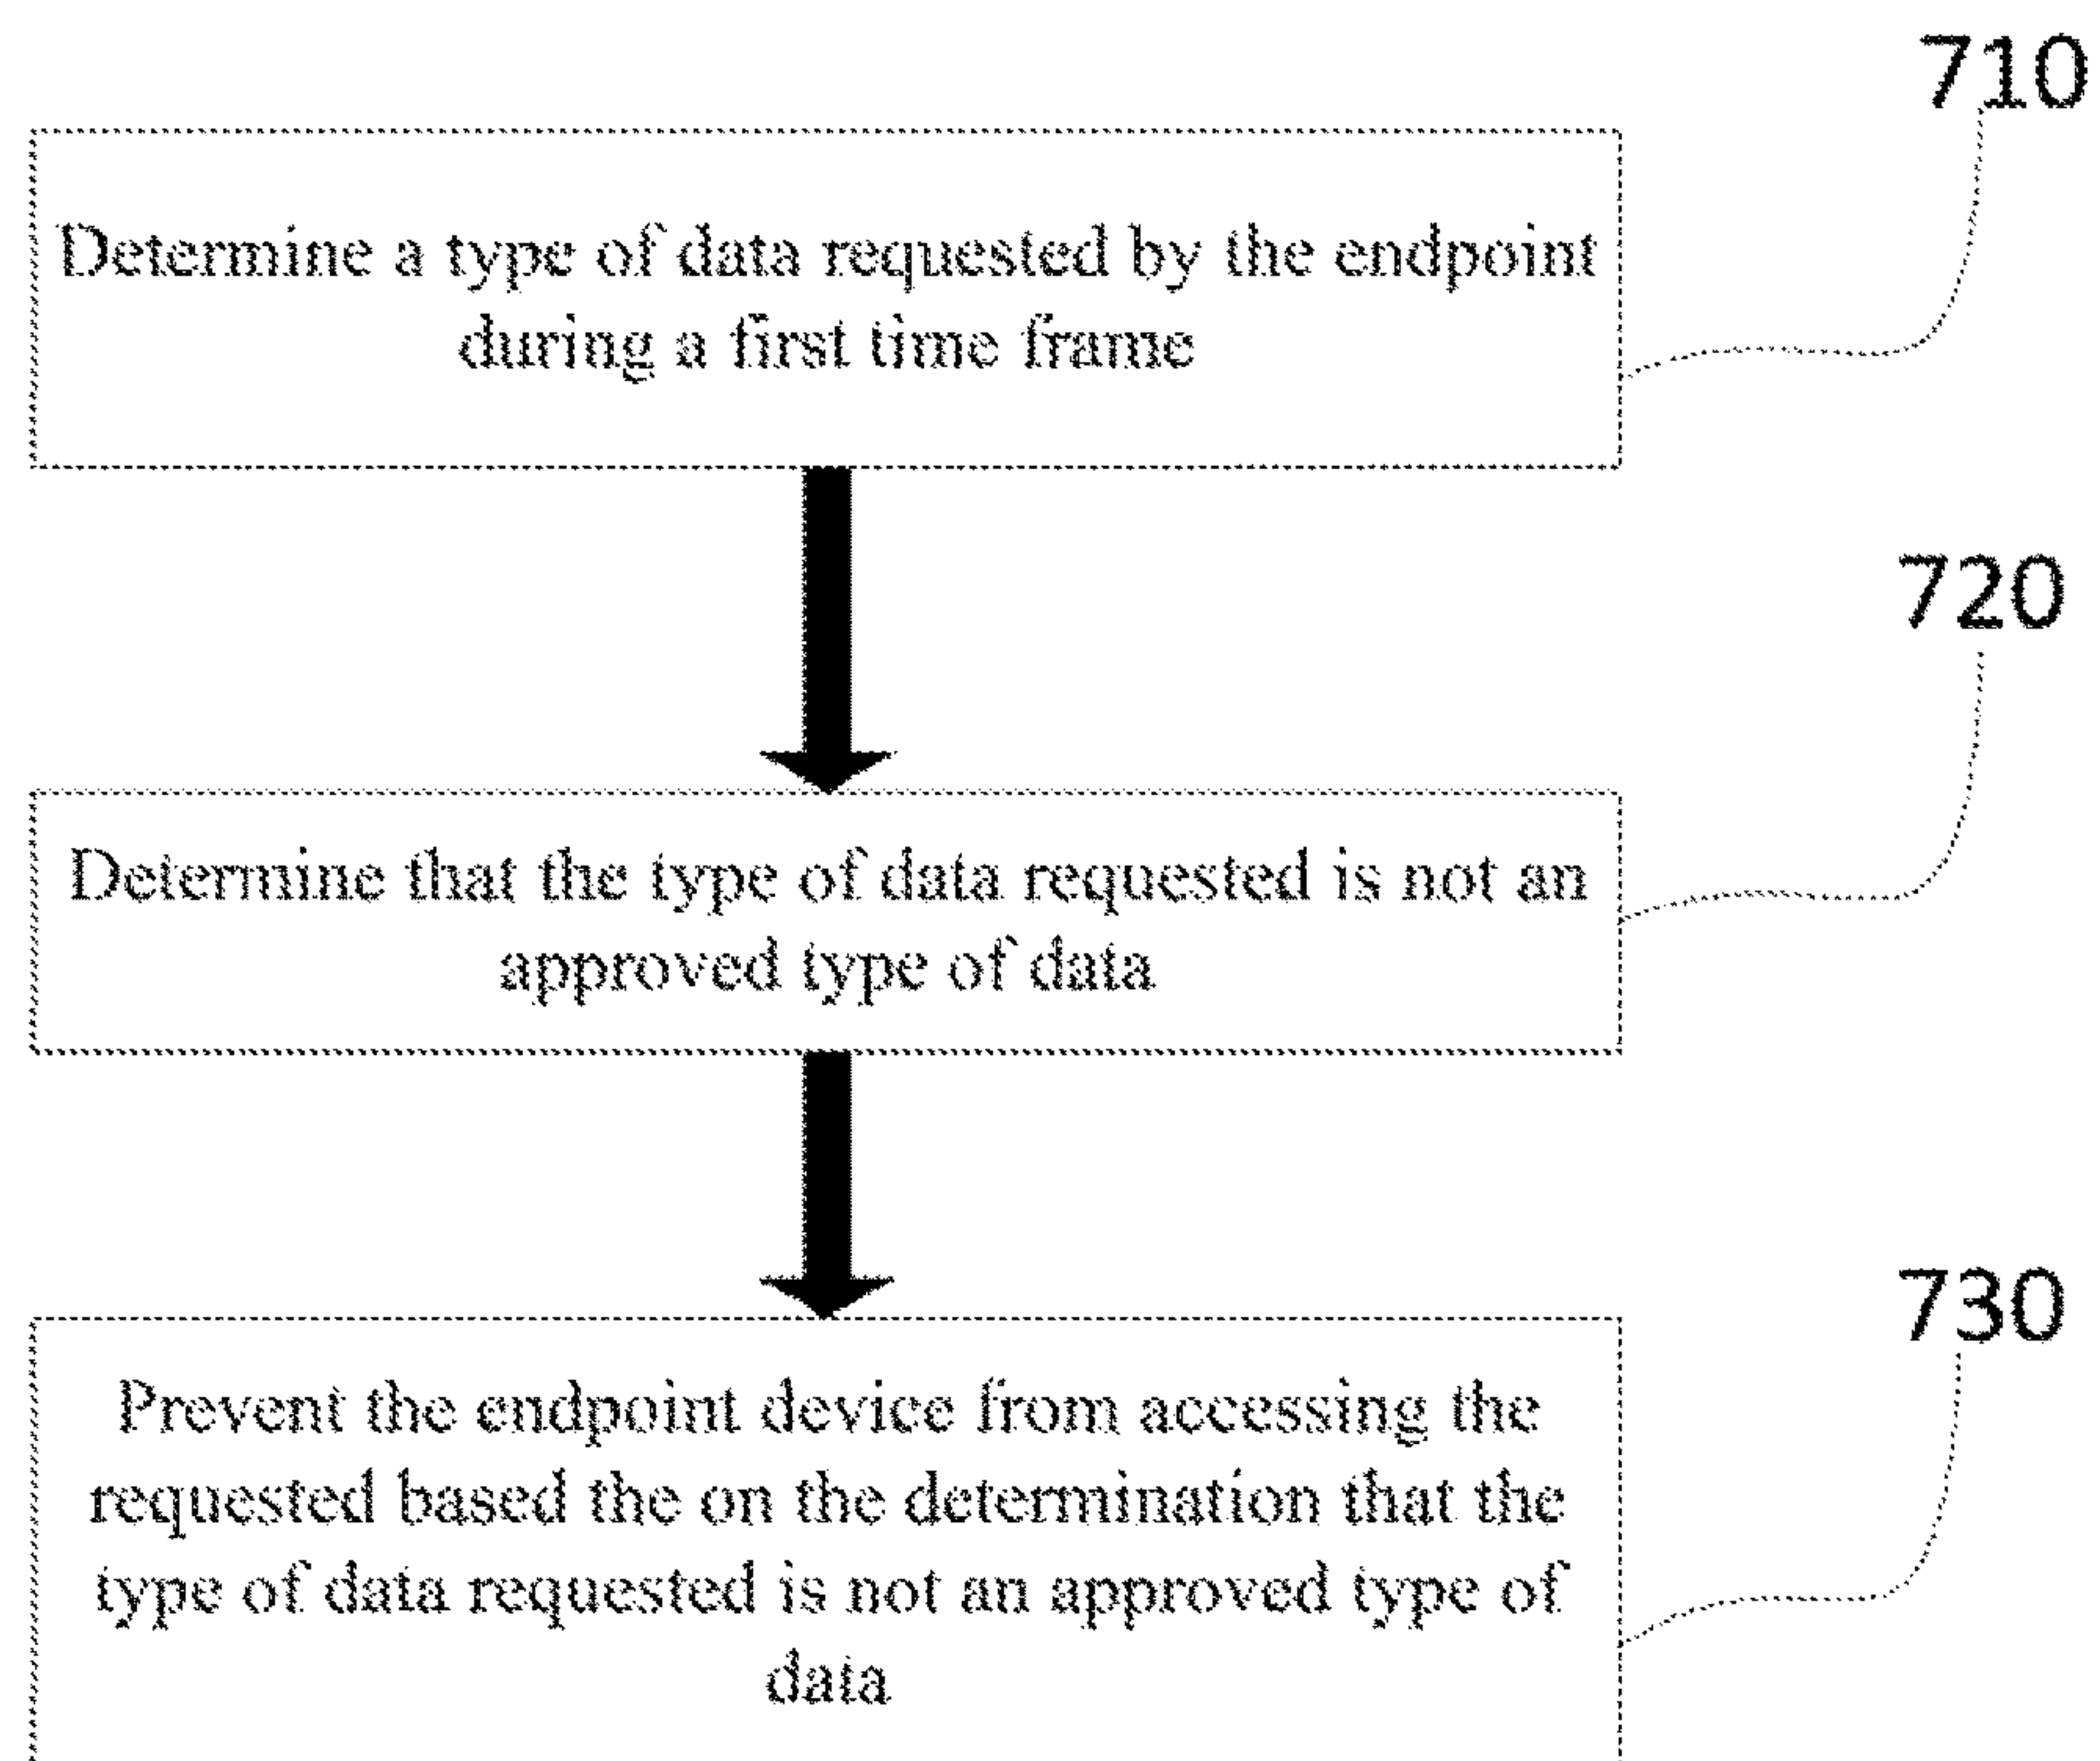 710
Determine a type of data requested by the endpoint
during a first time frame
720
Determine that the type of data requested is not an
approved type of data
730
Prevent the endpoint device from accessing the
requested based the on the determination that the
type of data requested is not an approved type of
data